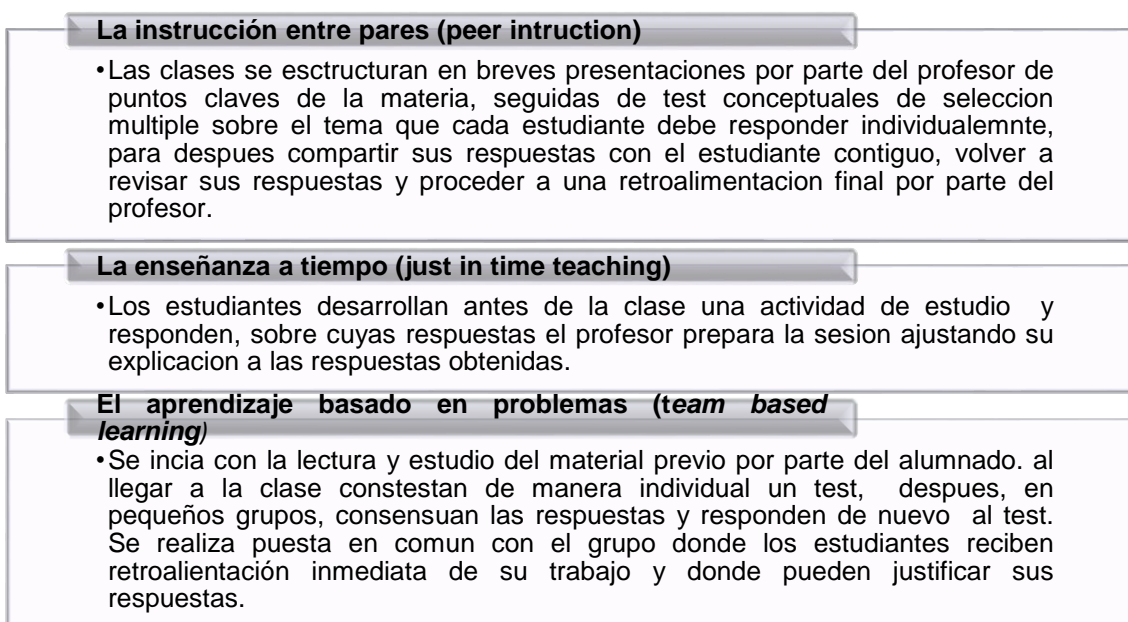 La instrucción entre pares (peer intruction)
•Las clases se esctructuran en breves presentaciones por parte del profesor de
puntos claves de la materia, seguidas de test conceptuales de seleccion
multiple sobre el tema que cada estudiante debe responder individualemnte,
para despues compartir sus respuestas con el estudiante contiguo, volver a
revisar sus respuestas y proceder a una retroalimentacion final por parte del
profesor.
La enseñanza a tiempo (just in time teaching)
•Los estudiantes desarrollan antes de la clase una actividad de estudio y
responden, sobre cuyas respuestas el profesor prepara la sesion ajustando su
explicacion a las respuestas obtenidas.
El aprendizaje basado en problemas (team based
learning)
•Se incia con la lectura y estudio del material previo por parte del alumnado. al
llegar a la clase constestan de manera individual un test, despues, en
pequeños grupos, consensuan las respuestas y responden de nuevo al test.
Se realiza puesta en comun con el grupo donde los estudiantes reciben
retroalientación inmediata de su trabajo y donde pueden justificar sus
respuestas.